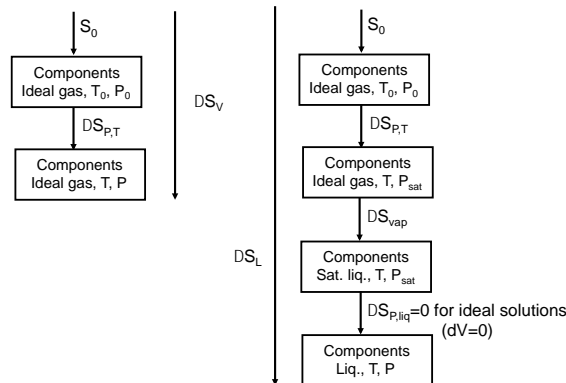 S0
Components
Ideal gas, T0, P0
DSP,T
Components
Ideal gas, T, P
DSV
DSL
S0
Components
Ideal gas, T0, P0
DSP,T
Components
Ideal gas, T, Psat
DSvap
Components
Sat. liq., T, Psat
DSP,liq=0 for ideal solutions
(dV=0)
Components
Liq., T, P